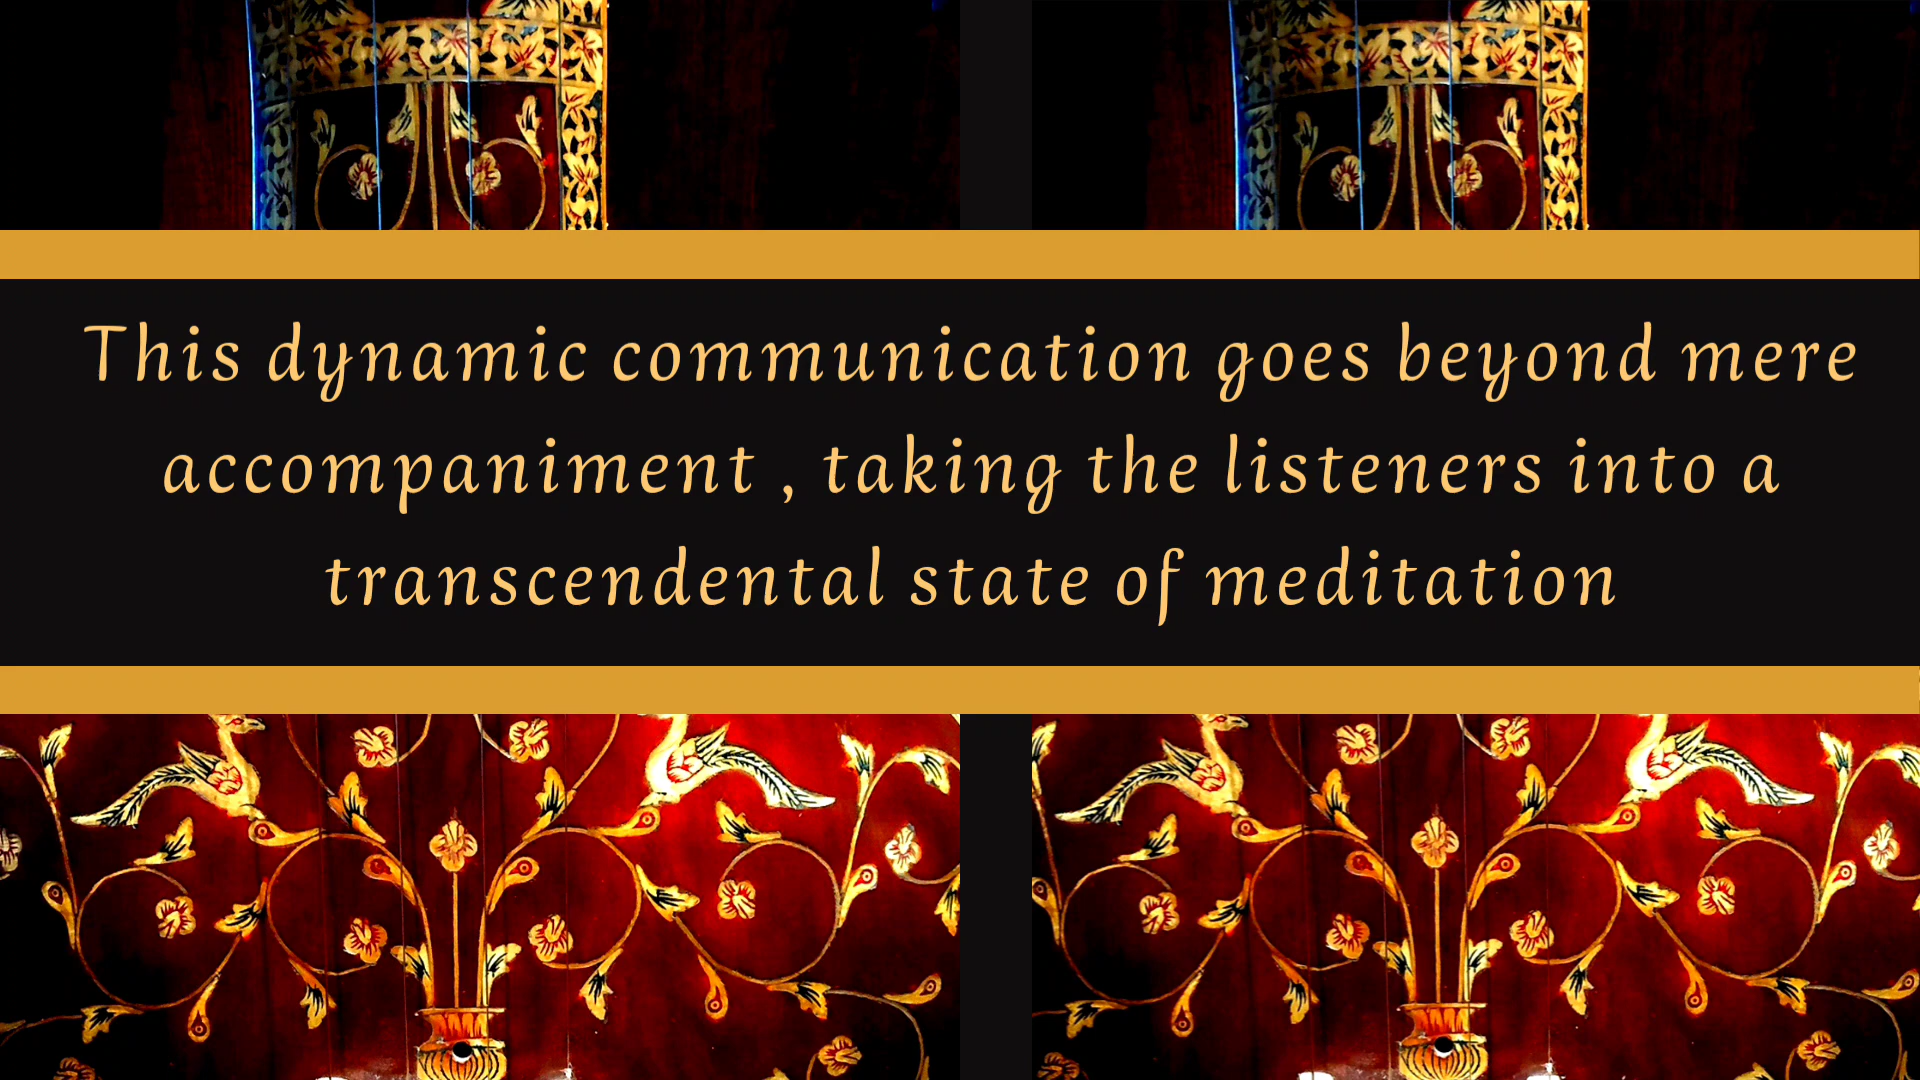 This dynamic communication goes beyond mere
accompaniment , taking the listeners into a
transcendental state of meditation